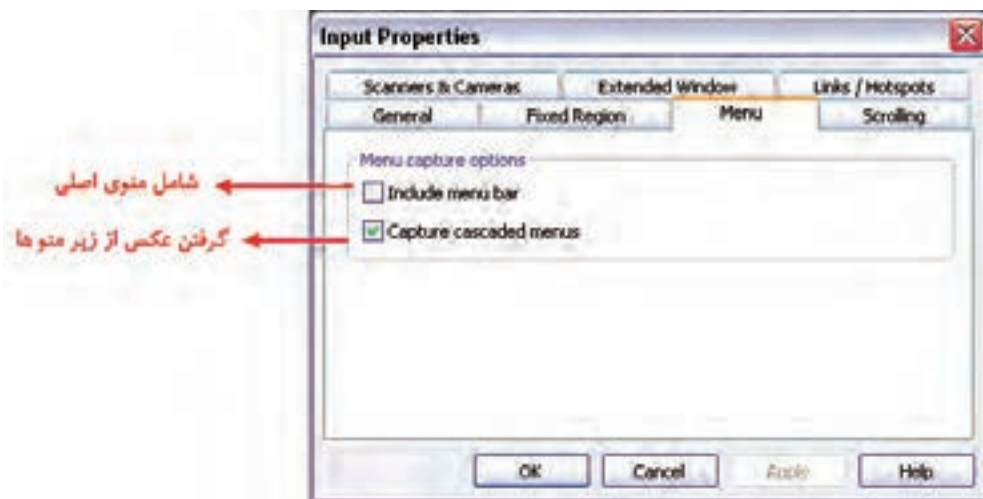 Input Properties
Scanners & Cameras Extended Window Links / Hotspots
General Fixed Region Menu Scrolling
Menu capture options
شامل منوی اصلی
Include menu bar
گرفتن عکس از زیر منو ها
Capture cascaded menus
OK Cancel Apply Help